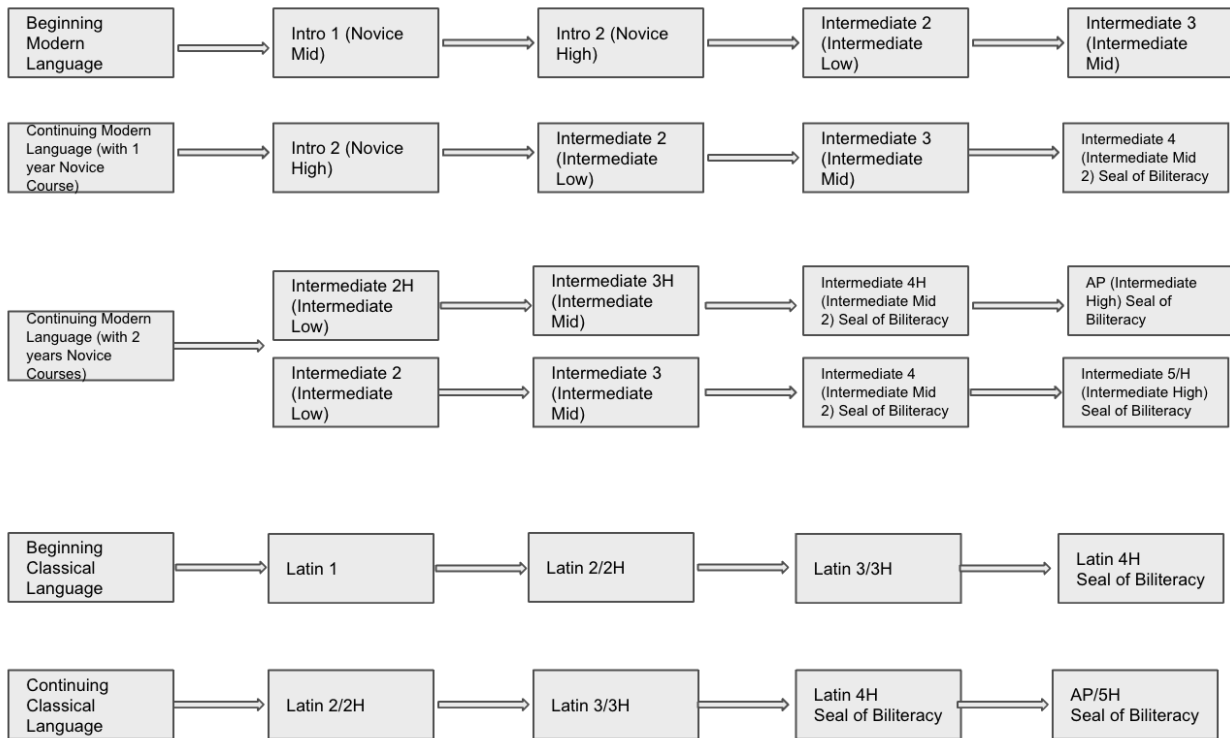 Beginning
Modern
Language
Intro 1 (Novice
Mid)
Intro 2 (Novice
High)
Intermediate 2
(Intermediate
Low)
Intermediate 3
(Intermediate
Mid)
Continuing Modern
Language (with 1
year Novice
Course)
Intro 2 (Novice
High)
Intermediate 2
(Intermediate
Low)
Intermediate 3
(Intermediate
Mid)
Intermediate 4
(Intermediate Mid
2) Seal of Biliteracy
Continuing Modern
Language (with 2
years Novice
Courses)
Intermediate 2H
(Intermediate
Low)
Intermediate 3H
(Intermediate
Mid)
Intermediate 4H
(Intermediate Mid
2) Seal of Biliteracy
AP (Intermediate
High) Seal of
Biliteracy
Intermediate 2
(Intermediate
Low)
Intermediate 3
(Intermediate
Mid)
Intermediate 4
(Intermediate Mid
2) Seal of Biliteracy
Intermediate 5/H
(Intermediate High)
Seal of Biliteracy
Beginning
Classical
Language
Latin 1
Latin 2/2H
Latin 3/3H
Latin 4H
Seal of Biliteracy
Continuing
Classical
Language
Latin 2/2H
Latin 3/3H
Latin 4H
Seal of Biliteracy
AP/5H
Seal of Biliteracy